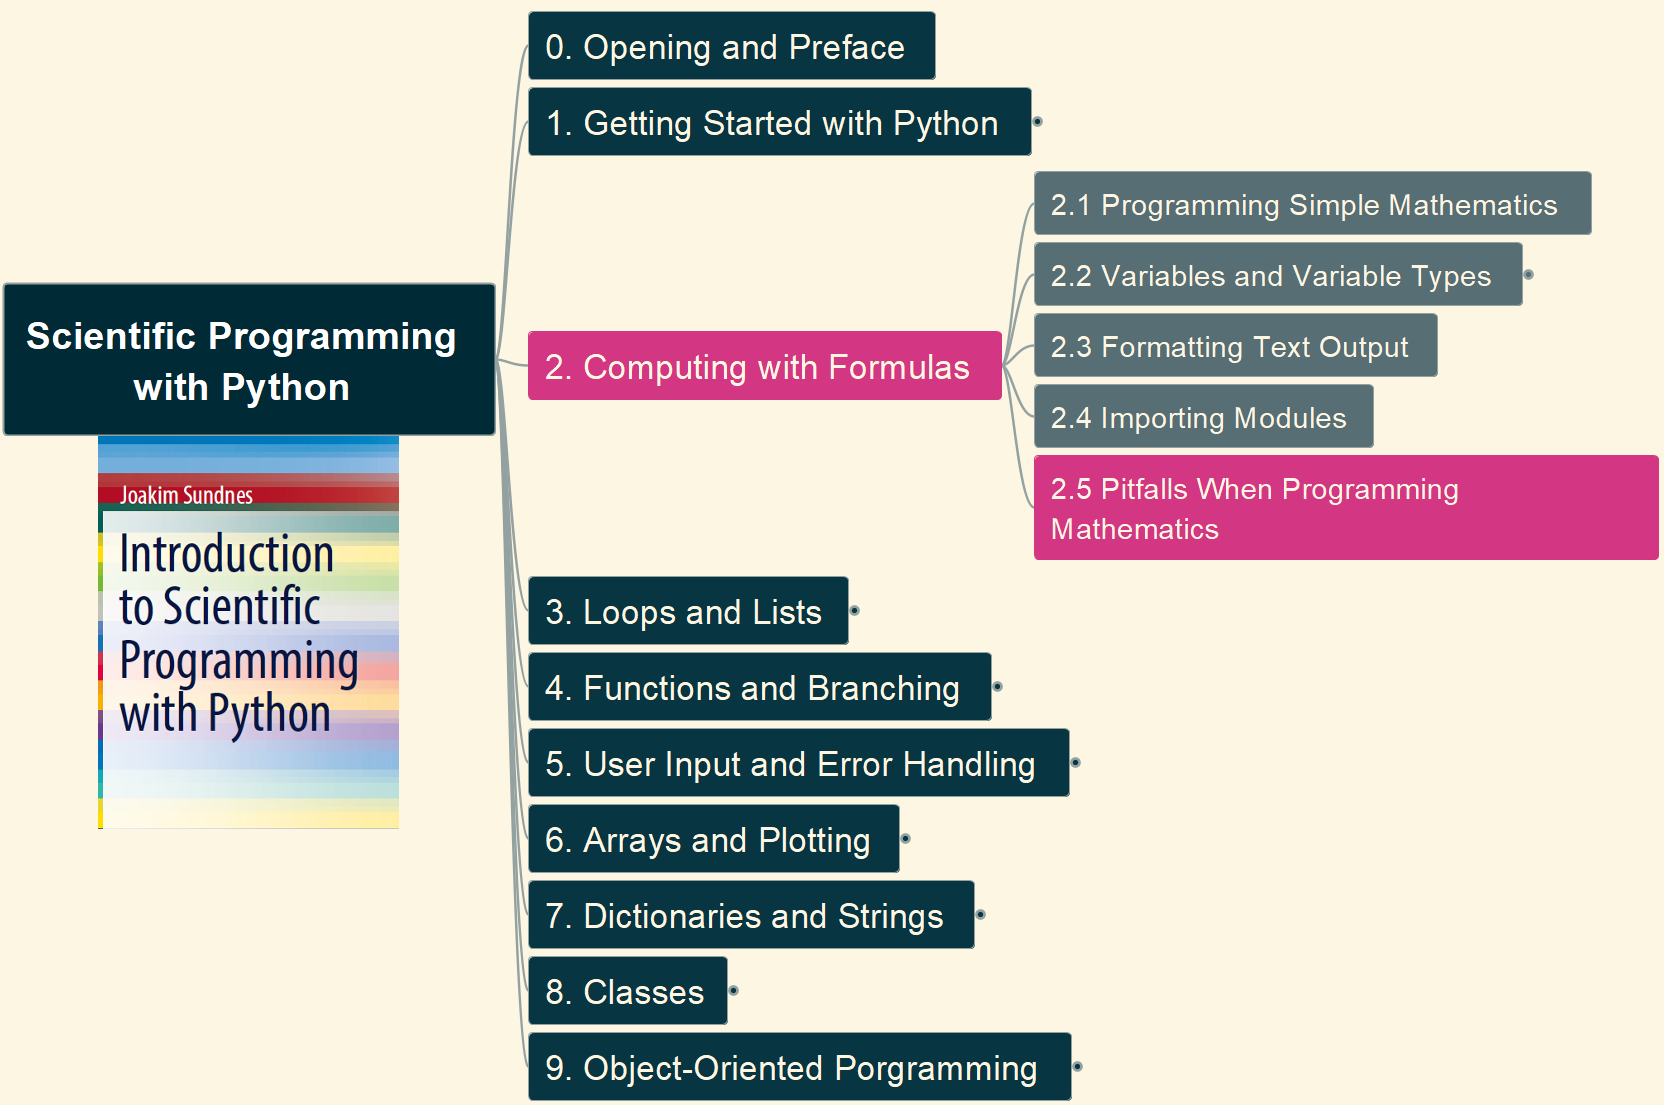 0. Opening and Preface
1. Getting Started with Python
2.1 Programming Simple Mathematics
2.2 Variables and Variable Types
Scientific Programming
with Python
2. Computing with Formulas
2.3 Formatting Text Output
2.4 Importing Modules
2.5 Pitfalls When Programming
Mathematics
Joakim Sundnes
Introduction
to Scientific
Programming
with Python
3. Loops and Lists
4. Functions and Branching
5. User Input and Error Handling
6. Arrays and Plotting
7. Dictionaries and Strings
8. Classes
9. Object-Oriented Porgramming